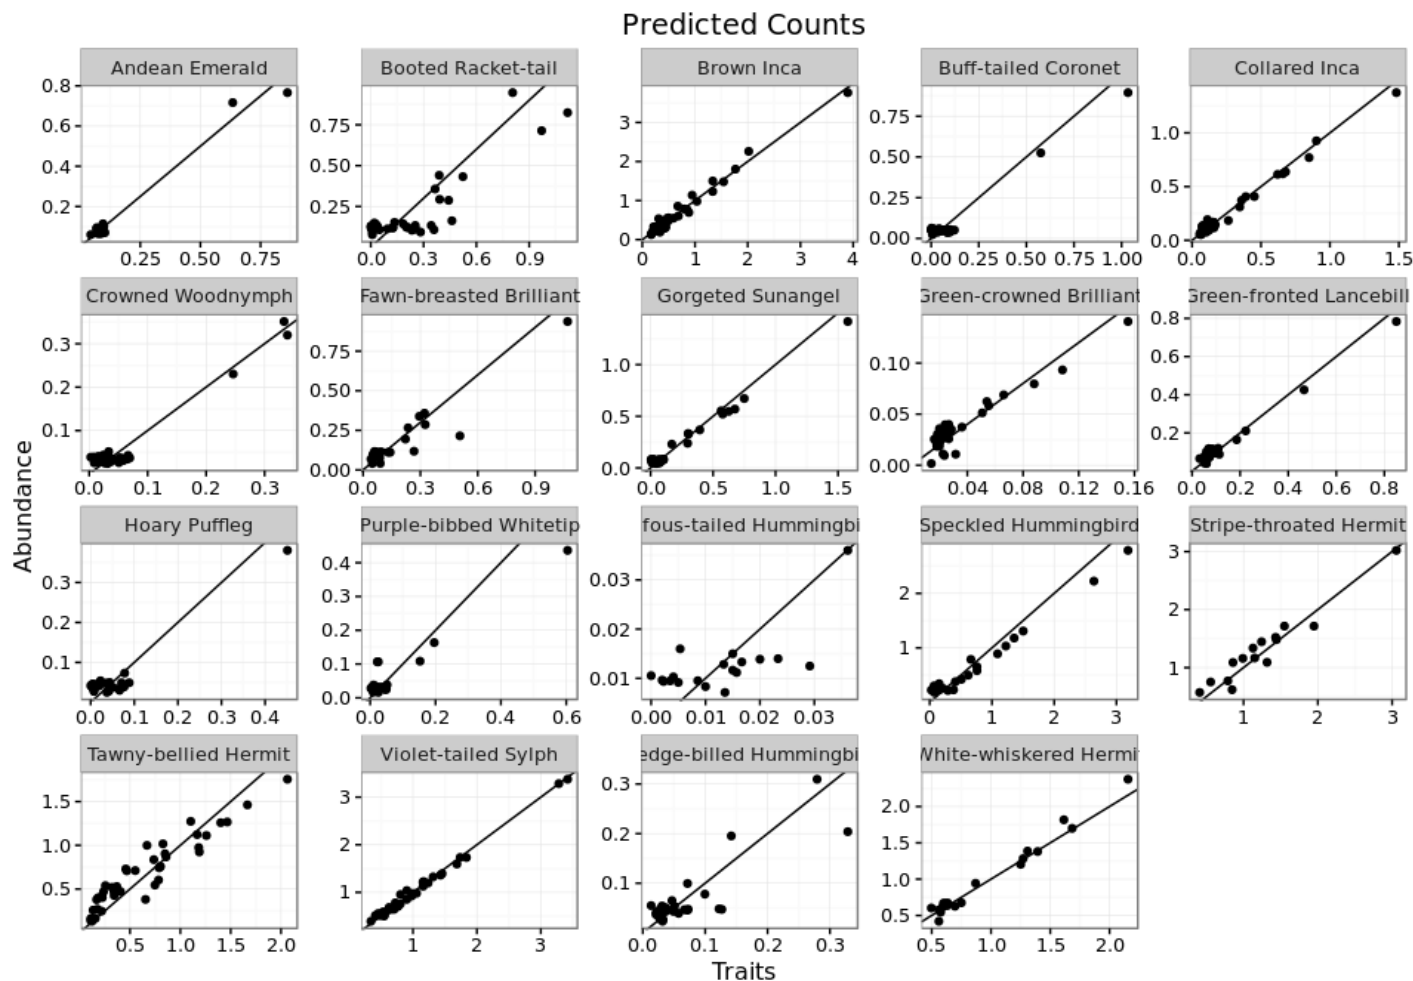 Predicted Counts
Andean Emerald Booted Racket-tail Brown Inca Buff-tailed Coronet Collared Inca
0.8 0.6 0.4 0.2
0.75 0.50 0.25
3 2 1 0
0.75 0.50 0.25 0.00
1.0 0.5 0.0
0.25 0.50 0.75
0.0 0.3 0.6 0.9
0 1 2 3 4
0.00 0.25 0.50 0.75 1.00
0.0 0.5 1.0 1.5
Crowned Woodnymph Fawn-breasted Brilliant Gorgeted Sunangel Green-crowned Brilliant Green-fronted Lancebill
0.3 0.2 0.1
0.75 0.50 0.25 0.00
1.0 0.5 0.0
0.10 0.05 0.00
0.8 0.6 0.4 0.2
0.0 0.1 0.2 0.3
0.0 0.3 0.6 0.9
0.0 0.5 1.0 1.5
0.04 0.08 0.12 0.16
0.0 0.2 0.4 0.6 0.8
Abundance
Hoary Puffleg Purple-bibbed Whitetip fous-tailed Hummingbi Speckled Hummingbird Stripe-throated Hermit
0.3 0.2 0.1
0.4 0.3 0.2 0.1 0.0
0.03 0.02 0.01
2 1
3 2 1
0.0 0.1 0.2 0.3 0.4
0.0 0.2 0.4 0.6
0.00 0.01 0.02 0.03
0 1 2 3
1 2 3
Tawny-bellied Hermit Violet-tailed Sylph edge-billed Hummingbi White-whiskered Hermi
1.5 1.0 0.5
3 2 1
0.3 0.2 0.1
2.0 1.5 1.0 0.5
0.5 1.0 1.5 2.0
1 2 3
0.0 0.1 0.2 0.3
0.5 1.0 1.5 2.0
Traits